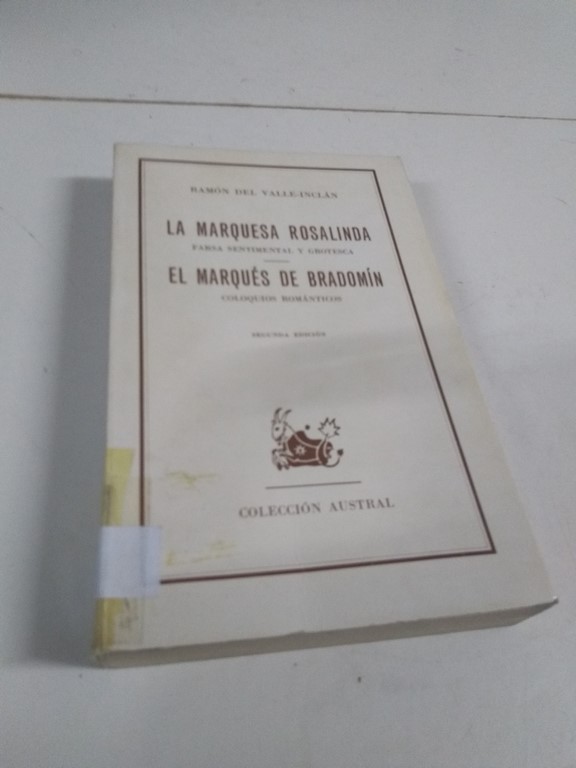 RAMÓN DEL VALLE-INCLÁN
LA MARQUESA ROSALINDA
FARSA SENTIMENTAL Y GROTESCA
EL MARQUÉS DE BRADOMÍN
COLOQUIOS ROMÁNTICOS
SEGUNDA EDICIÓN
COLECCIÓN AUSTRAL